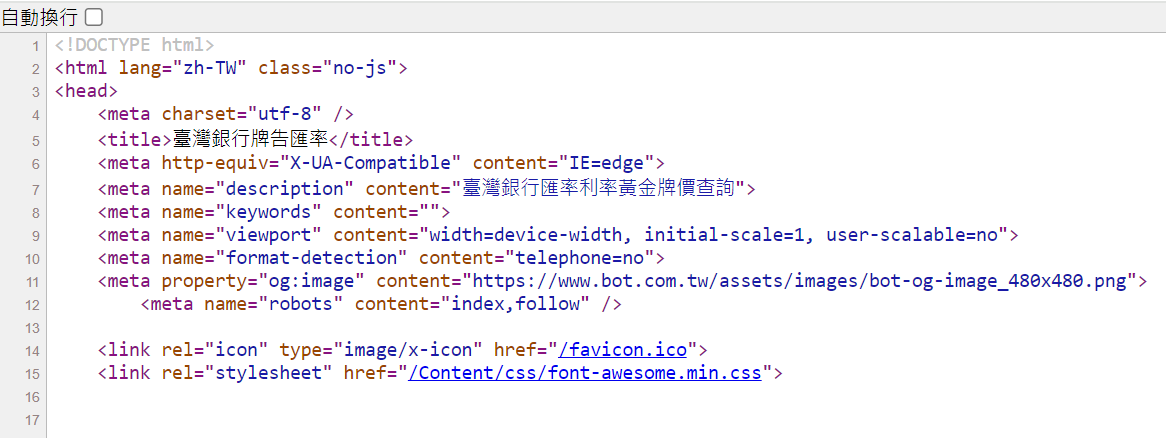 自動換行
1 <!DOCTYPE html>
2 <html lang="zh-TW" class="no-js">
3 <head>
4 <meta charset="utf-8" />
5 <title>臺灣銀行牌告匯率</title>
6 <meta http-equiv="X-UA-Compatible" content="IE=edge">
7 <meta name="description" content="臺灣銀行匯率利率黃金牌價查詢">
8 <meta name="keywords" content="">
9 <meta name="viewport" content="width=device-width, initial-scale=1, user-scalable=no">
10 <meta name="format-detection" content="telephone=no">
11 <meta property="og:image" content="https://www.bot.com.tw/assets/images/bot-og-image_480x480.png">
12 <meta name="robots" content="index,follow" />
13
14 <link rel="icon" type="image/x-icon" href="/favicon.ico">
15 <link rel="stylesheet" href="/Content/css/font-awesome.min.css">
16
17